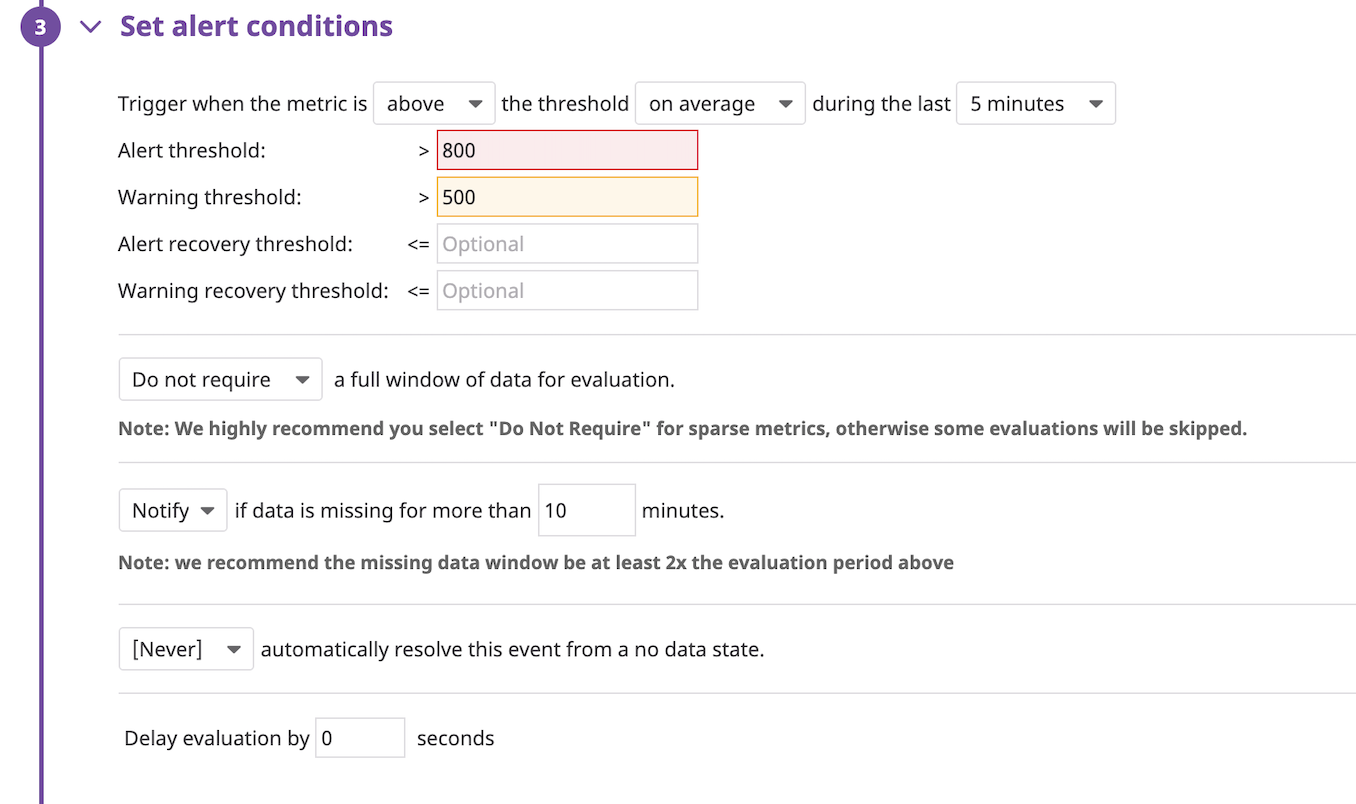 3 Set alert conditions
Trigger when the metric is above the threshold on average during the last 5 minutes
Alert threshold: > 800
Warning threshold: > 500
Alert recovery threshold: <= Optional
Warning recovery threshold: <= Optional
Do not require a full window of data for evaluation.
Note: We highly recommend you select "Do Not Require" for sparse metrics, otherwise some evaluations will be skipped.
Notify if data is missing for more than 10 minutes.
Note: we recommend the missing data window be at least 2x the evaluation period above
[Never] automatically resolve this event from a no data state.
Delay evaluation by 0 seconds